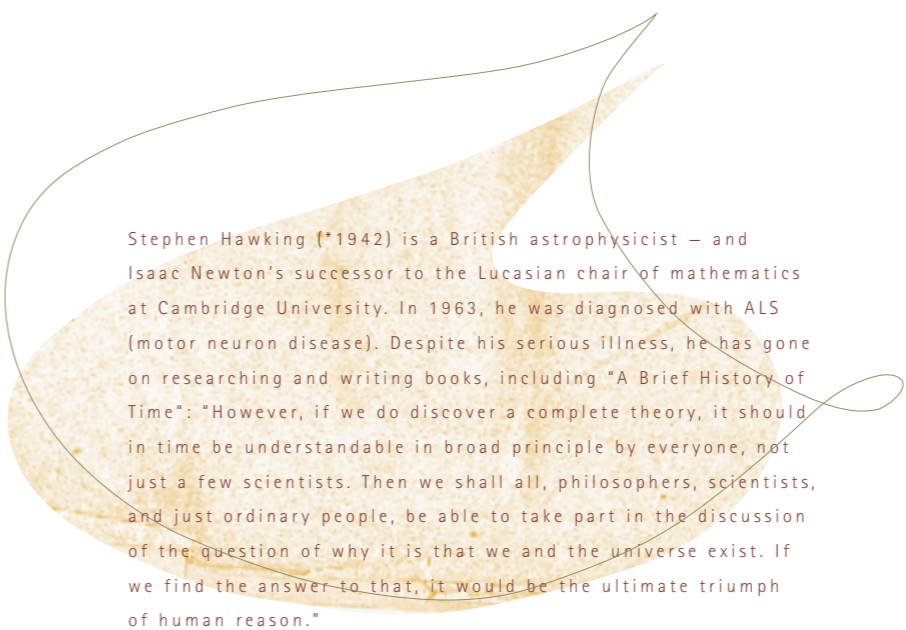 Stephen Hawking (*1942) is a British astrophysicist – and
Isaac Newton's successor to the Lucasian chair of mathematics
at Cambridge University. In 1963, he was diagnosed with ALS
(motor neuron disease). Despite his serious illness, he has gone
on researching and writing books, including "A Brief History of
Time": "However, if we do discover a complete theory, it should
in time be understandable in broad principle by everyone, not
just a few scientists. Then we shall all, philosophers, scientists,
and just ordinary people, be able to take part in the discussion
of the question of why it is that we and the universe exist. If
we find the answer to that, it would be the ultimate triumph
of human reason."